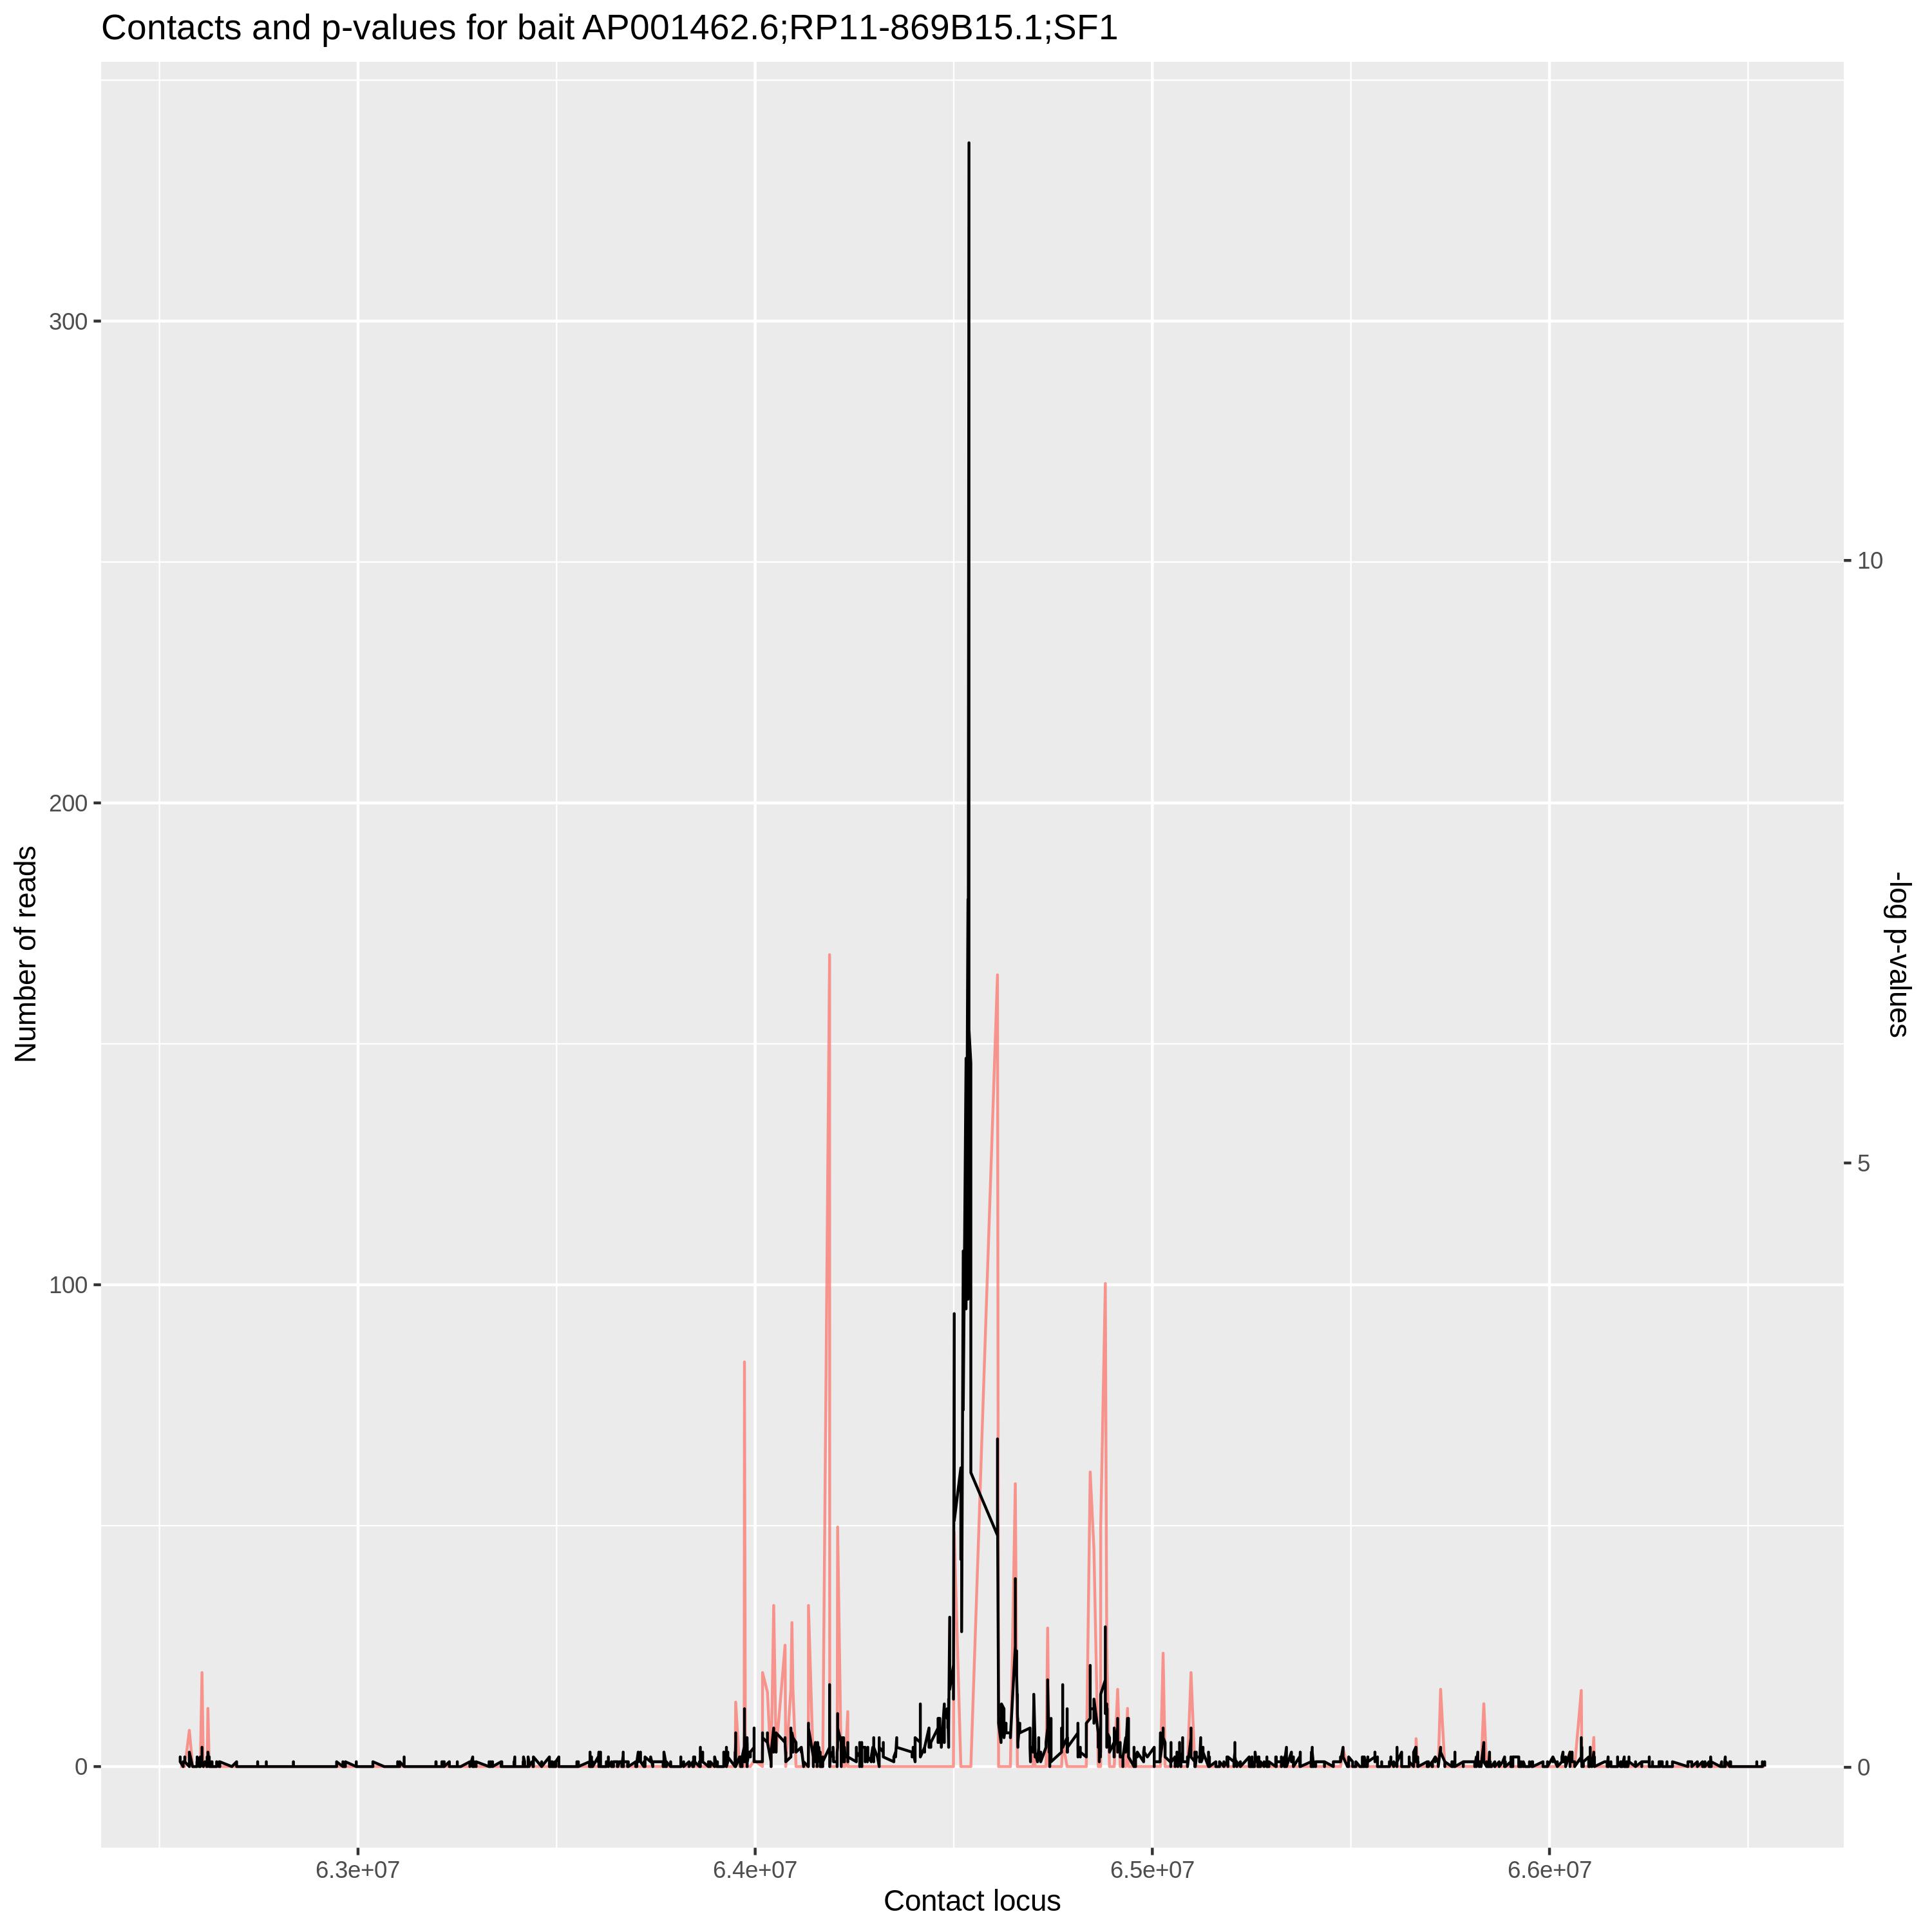 Contacts and p-values for bait AP001462.6;RP11-869B15.1;SF1
300
200
100
0
Number of reads
10
5
0
-log p-values
6.3e+07 6.4e+07 6.5e+07 6.6e+07
Contact locus